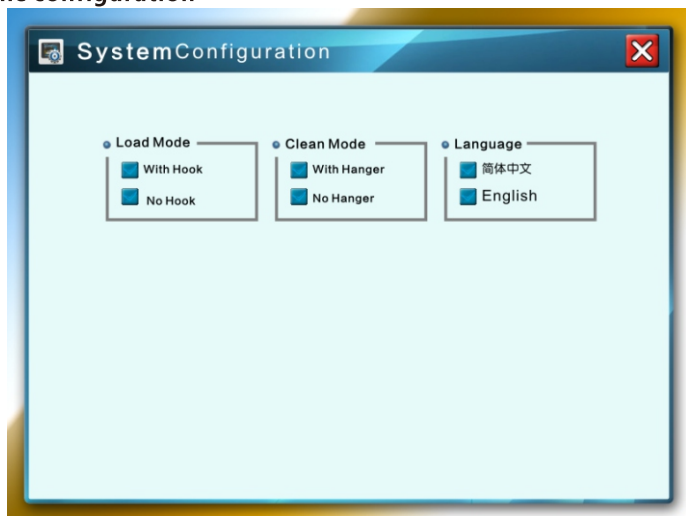 SystemConfiguration
Load Mode
With Hook
No Hook
Clean Mode
With Hanger
No Hanger
Language
简体中文
English